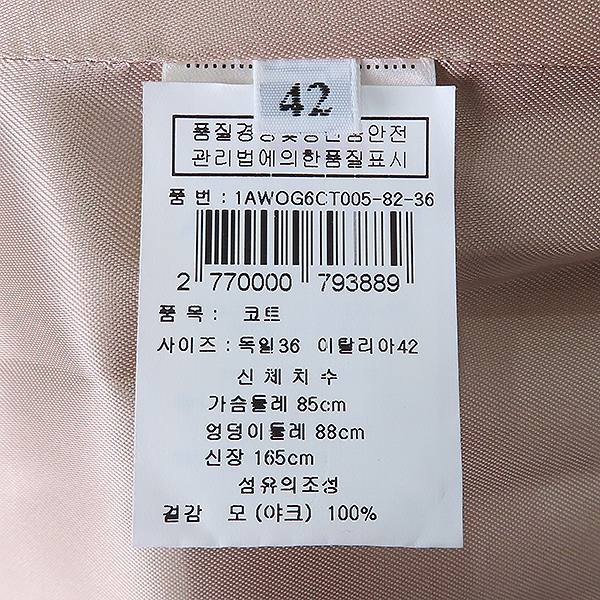 42
품질경영및공산품안전
관리법에의한품질표시
품 번 : 1AWOG6CT005-82-36
2 770000 793889
품 목 : 코트
사이즈 : 독일36 이탈리아42
신체치수
가슴둘레 85cm
엉덩이둘레 88cm
신장 165cm
섬유의조성
겉감 모 (야크) 100%